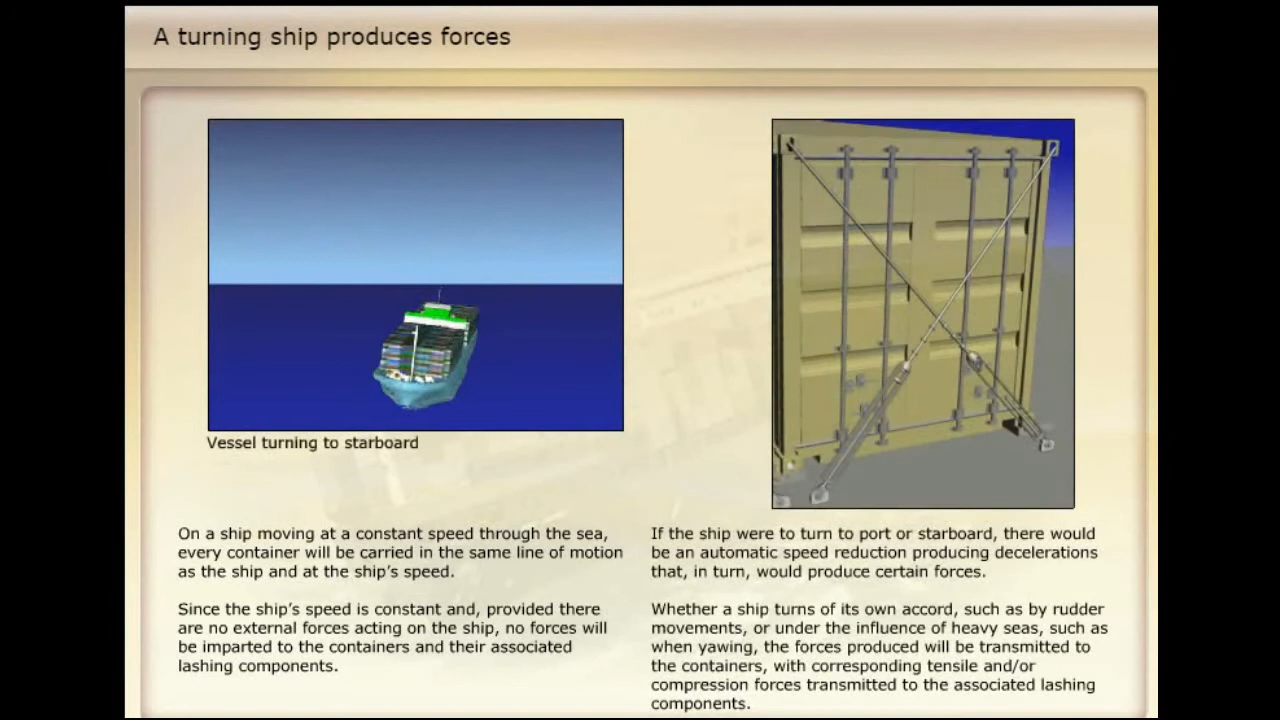 A turning ship produces forces
Vessel turning to starboard
On a ship moving at a constant speed through the sea,
every container will be carried in the same line of motion
as the ship and at the ship's speed.
Since the ship's speed is constant and, provided there
are no external forces acting on the ship, no forces will
be imparted to the containers and their associated
lashing components.
If the ship were to turn to port or starboard, there would
be an automatic speed reduction producing decelerations
that, in turn, would produce certain forces.
Whether a ship turns of its own accord, such as by rudder
movements, or under the influence of heavy seas, such as
when yawing, the forces produced will be transmitted to
the containers, with corresponding tensile and/or
compression forces transmitted to the associated lashing
components.